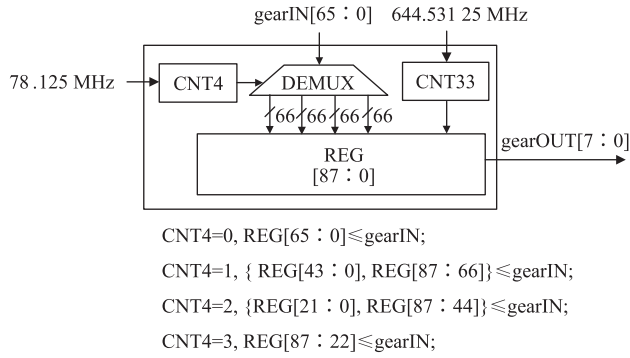 gearIN[65：0]
644.531 25 MHz
78.125 MHz
CNT4
DEMUX
CNT33
66
66
66
66
REG
[87：0]
gearOUT[7：0]
CNT4=0, REG[65：0]≤gearIN;
CNT4=1, { REG[43：0], REG[87：66]}≤gearIN;
CNT4=2, {REG[21：0], REG[87：44]}≤gearIN;
CNT4=3, REG[87：22]≤gearIN;